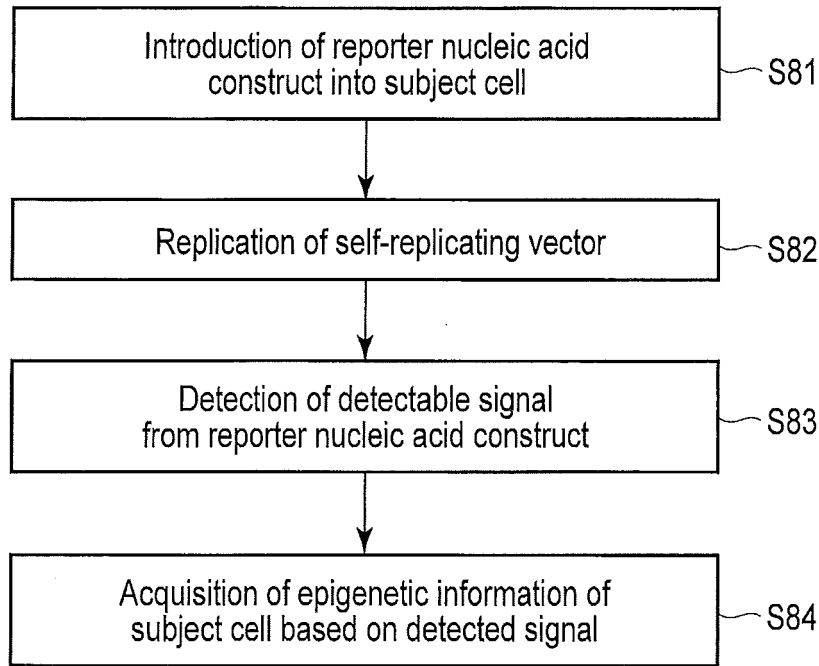 Introduction of reporter nucleic acid
construct into subject cell
S81
Replication of self-replicating vector
S82
Detection of detectable signal
from reporter nucleic acid construct
S83
Acquisition of epigenetic information of
subject cell based on detected signal
S84